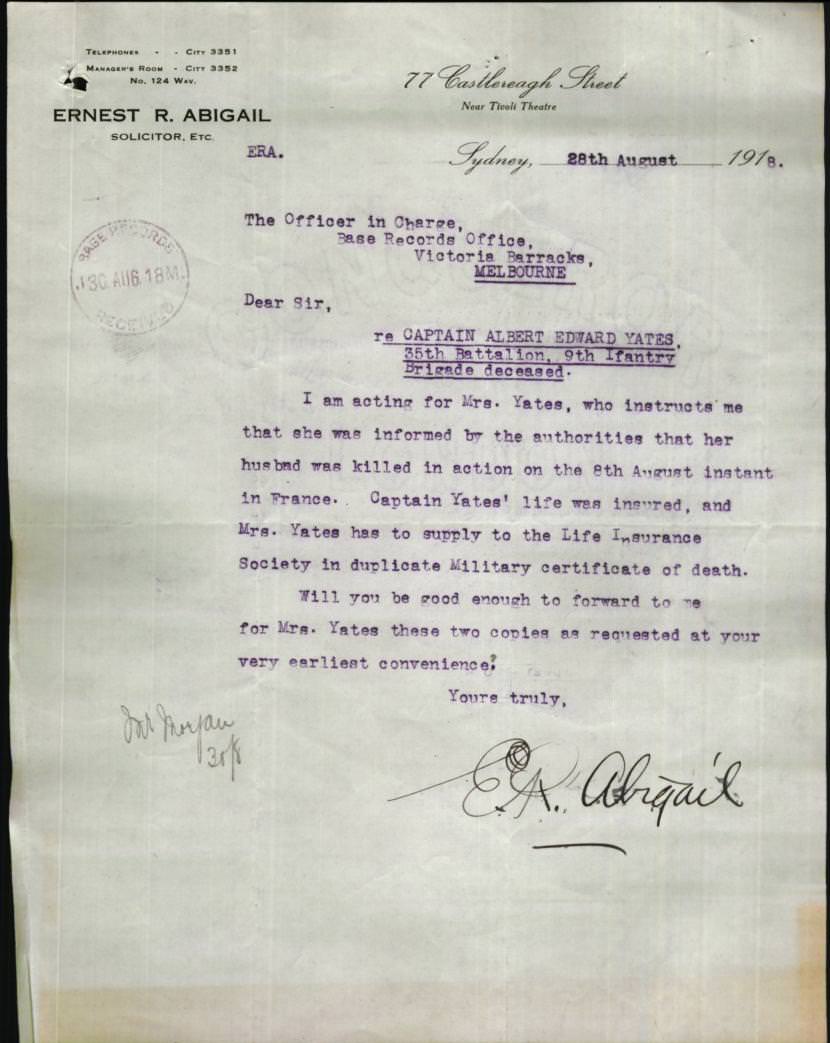 TELEPHONES - - CITY 3351
MANAGER'S ROOM - CITY 3352
NO. 124 WAV.
ERNEST R. ABIGAIL
SOLICITOR, ETC.
77 Castlereagh Street
Near Tivoli Theatre
ERA.
Sydney, 28th August 1918.
The Officer in Charge,
Base Records Office,
Victoria Barracks,
MELBOURNE
BASE RECORDS
30 AUG 18
RECEIVED
Dear Sir,
re CAPTAIN ALBERT EDWARD YATES,
35th Battalion, 9th Ifantry
Brigade deceased.
I am acting for Mrs. Yates, who instructs me
that she was informed by the authorities that her
husbnd was killed in action on the 8th August instant
in France. Captain Yates' life was insured, and
Mrs. Yates has to supply to the Life Insurance
Society in duplicate Military certificate of death.
Will you be good enough to forward to me
for Mrs. Yates these two copies as requested at your
very earliest convenience?
Yours truly,
Mr Morgan
30/8
E.R. Abigail